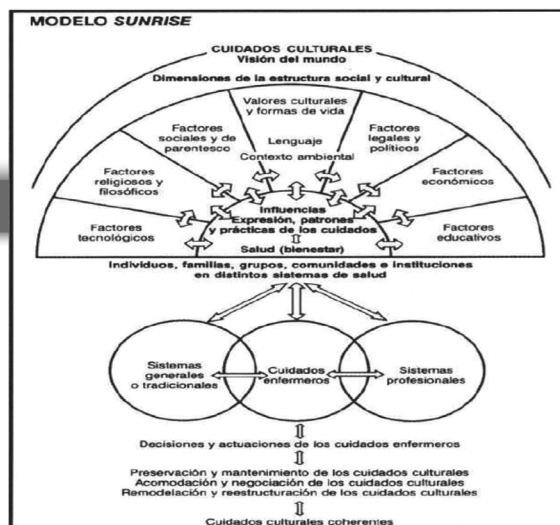 MODELO SUNRISE
CUIDADOS CULTURALES
Visión del mundo
Dimensiones de la estructura social y cultural
Valores culturales
y formas de vida
Factores
sociales y de
parentesco
Lenguaje
Contexto ambiental
Factores
legales y
políticos
Factores
religiosos y
filosóficos
Factores
económicos
Factores
tecnológicos
Influencias
Expresión, patrones
y prácticas de los cuidados
Salud (bienestar)
Factores
educativos
Individuos, familias, grupos, comunidades e instituciones
en distintos sistemas de salud
Sistemas
generales
o tradicionales
Cuidados
enfermeros
Sistemas
profesionales
Decisiones y actuaciones de los cuidados enfermeros
Preservación y mantenimiento de los cuidados culturales
Acomodación y negociación de los cuidados culturales
Remodelación y reestructuración de los cuidados culturales
Cuidados culturales coherentes